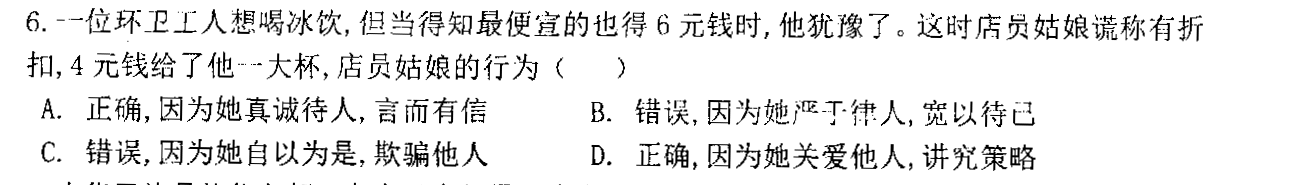 6. 一位环卫工人想喝冰饮,但当得知最便宜的也得 6 元钱时,他犹豫了。这时店员姑娘谎称有折
扣,4 元钱给了他一大杯,店员姑娘的行为（　　）
A. 正确,因为她真诚待人,言而有信　　B. 错误,因为她严于律人,宽以待己
C. 错误,因为她自以为是,欺骗他人　　D. 正确,因为她关爱他人,讲究策略